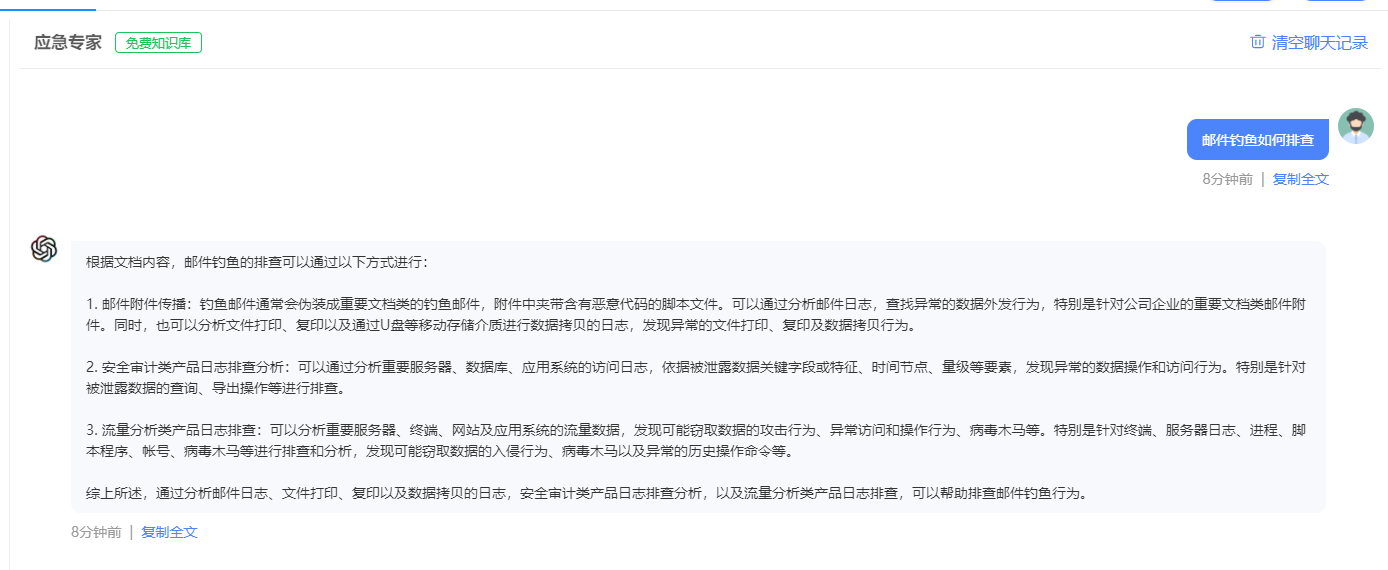 应急专家 免费知识库 清空聊天记录
邮件钓鱼如何排查
8分钟前 | 复制全文
根据文档内容，邮件钓鱼的排查可以通过以下方式进行：
1. 邮件附件传播：钓鱼邮件通常会伪装成重要文档类的钓鱼邮件，附件中夹带含有恶意代码的脚本文件。可以通过分析邮件日志，查找异常的数据外发行为，特别是针对公司企业的重要文档类邮件附
件。同时，也可以分析文件打印、复印以及通过U盘等移动存储介质进行数据拷贝的日志，发现异常的文件打印、复印及数据拷贝行为。
2. 安全审计类产品日志排查分析：可以通过分析重要服务器、数据库、应用系统的访问日志，依据被泄露数据关键字段或特征、时间节点、量级等要素，发现异常的数据操作和访问行为。特别是针对
被泄露数据的查询、导出操作等进行排查。
3. 流量分析类产品日志排查：可以分析重要服务器、终端、网站及应用系统的流量数据，发现可能窃取数据的攻击行为、异常访问和操作行为、病毒木马等。特别是针对终端、服务器日志、进程、脚
本程序、帐号、病毒木马等进行排查和分析，发现可能窃取数据的入侵行为、病毒木马以及异常的历史操作命令等。
综上所述，通过分析邮件日志、文件打印、复印以及数据拷贝的日志，安全审计类产品日志排查分析，以及流量分析类产品日志排查，可以帮助排查邮件钓鱼行为。
8分钟前 | 复制全文